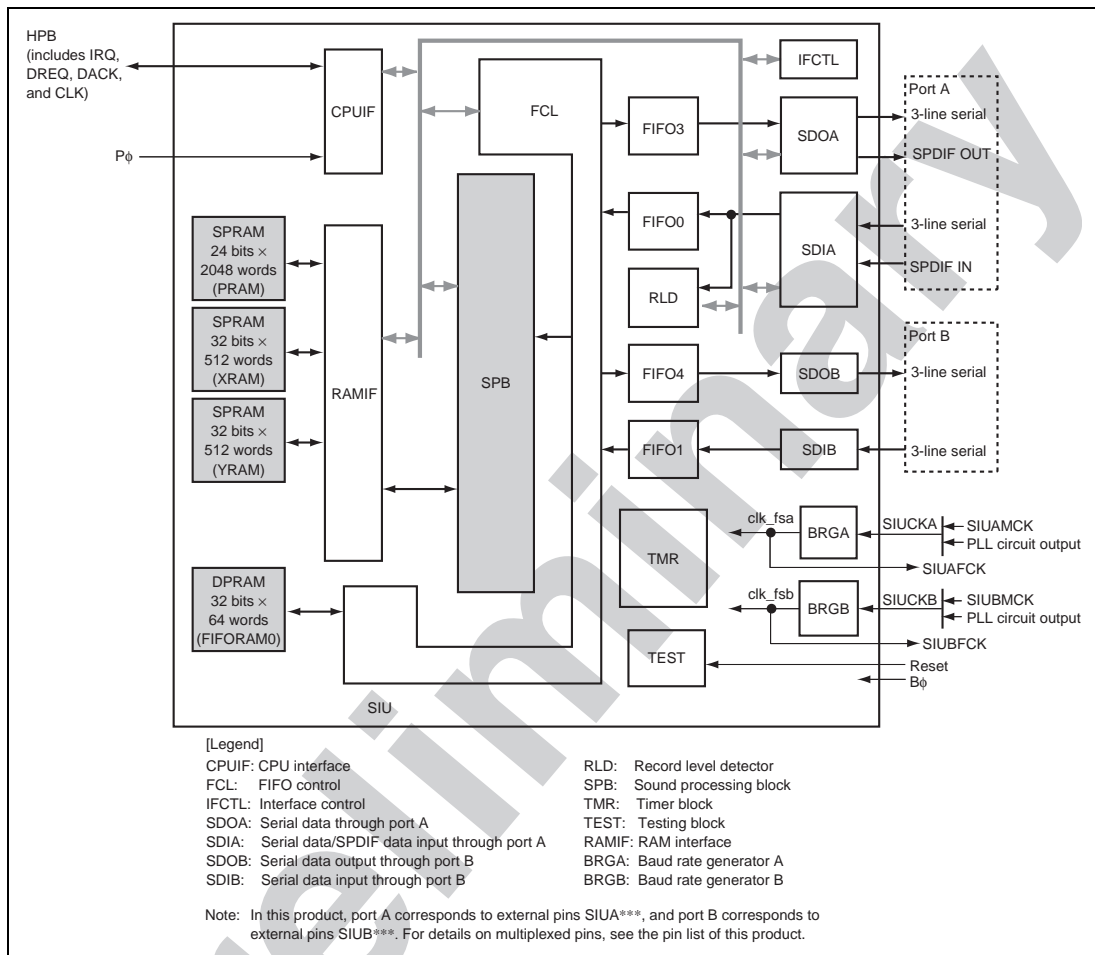 HPB
(includes IRQ,
DREQ, DACK,
and CLK)
Pϕ
CPUIF
FCL
IFCTL
FIFO3
SDOA
Port A
3-line serial
SPDIF OUT
FIFO0
SDIA
3-line serial
SPDIF IN
RLD
SPRAM
24 bits ×
2048 words
(PRAM)
SPRAM
32 bits ×
512 words
(XRAM)
SPRAM
32 bits ×
512 words
(YRAM)
RAMIF
SPB
Port B
FIFO4
SDOB
3-line serial
FIFO1
SDIB
3-line serial
TMR
clk_fsa
BRGA
SIUCKA
SIUAMCK
PLL circuit output
SIUAFCK
clk_fsb
BRGB
SIUCKB
SIUBMCK
PLL circuit output
SIUBFCK
DPRAM
32 bits ×
64 words
(FIFORAM0)
TEST
Reset
Bϕ
SIU
[Legend]
CPUIF: CPU interface
FCL: FIFO control
IFCTL: Interface control
SDOA: Serial data through port A
SDIA: Serial data/SPDIF data input through port A
SDOB: Serial data output through port B
SDIB: Serial data input through port B
RLD: Record level detector
SPB: Sound processing block
TMR: Timer block
TEST: Testing block
RAMIF: RAM interface
BRGA: Baud rate generator A
BRGB: Baud rate generator B
Note: In this product, port A corresponds to external pins SIUA***, and port B corresponds to
external pins SIUB***. For details on multiplexed pins, see the pin list of this product.
eliminary